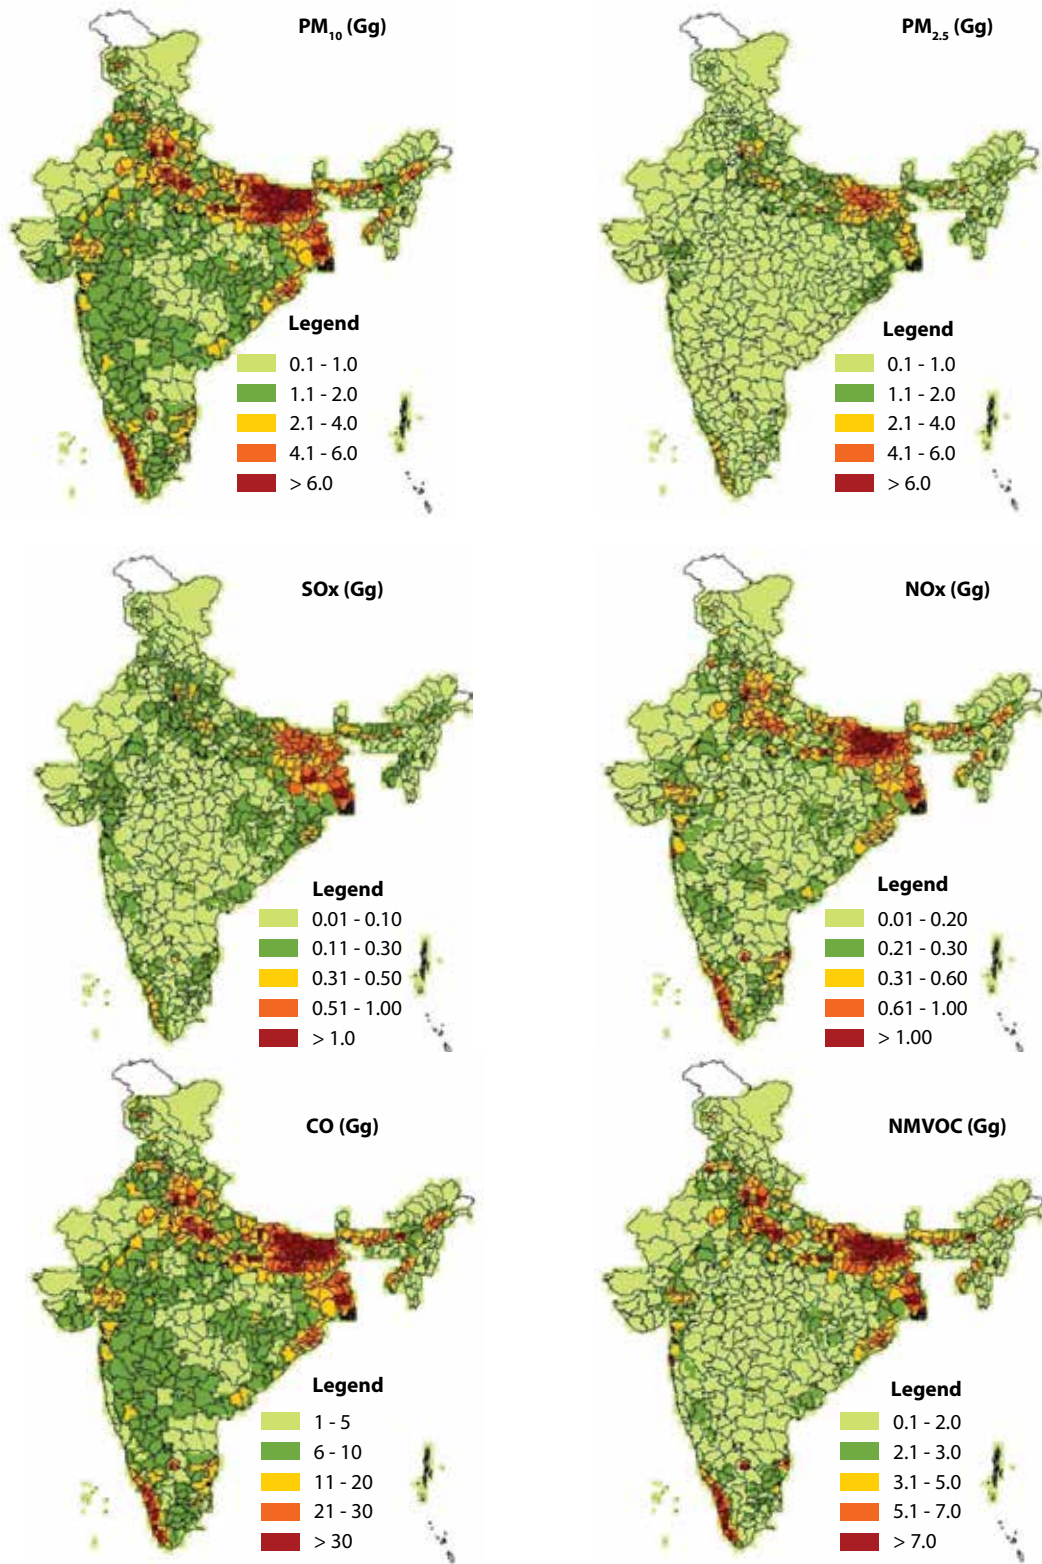 PM10 (Gg)
Legend
0.1 - 1.0
1.1 - 2.0
2.1 - 4.0
4.1 - 6.0
> 6.0
PM2.5 (Gg)
Legend
0.1 - 1.0
1.1 - 2.0
2.1 - 4.0
4.1 - 6.0
> 6.0
SOx (Gg)
Legend
0.01 - 0.10
0.11 - 0.30
0.31 - 0.50
0.51 - 1.00
> 1.0
NOx (Gg)
Legend
0.01 - 0.20
0.21 - 0.30
0.31 - 0.60
0.61 - 1.00
> 1.00
CO (Gg)
Legend
1 - 5
6 - 10
11 - 20
21 - 30
> 30
NMVOC (Gg)
Legend
0.1 - 2.0
2.1 - 3.0
3.1 - 5.0
5.1 - 7.0
> 7.0